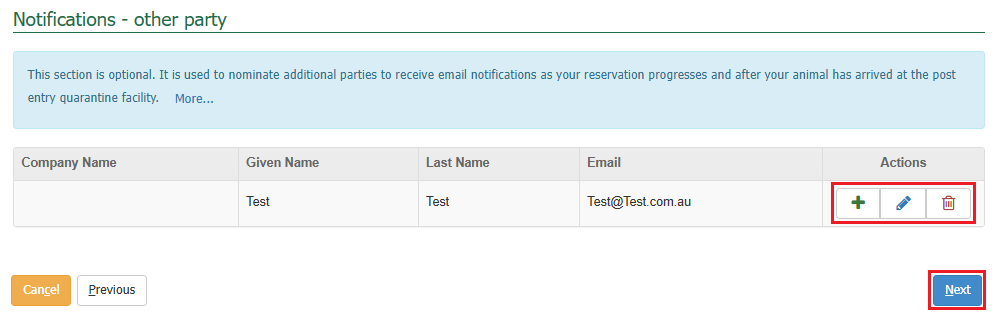 Notifications - other party
This section is optional. It is used to nominate additional parties to receive email notifications as your reservation progresses and after your animal has arrived at the post
entry quarantine facility. More...
Company Name Given Name Last Name Email Actions
Test Test Test@Test.com.au
Cancel Previous Next